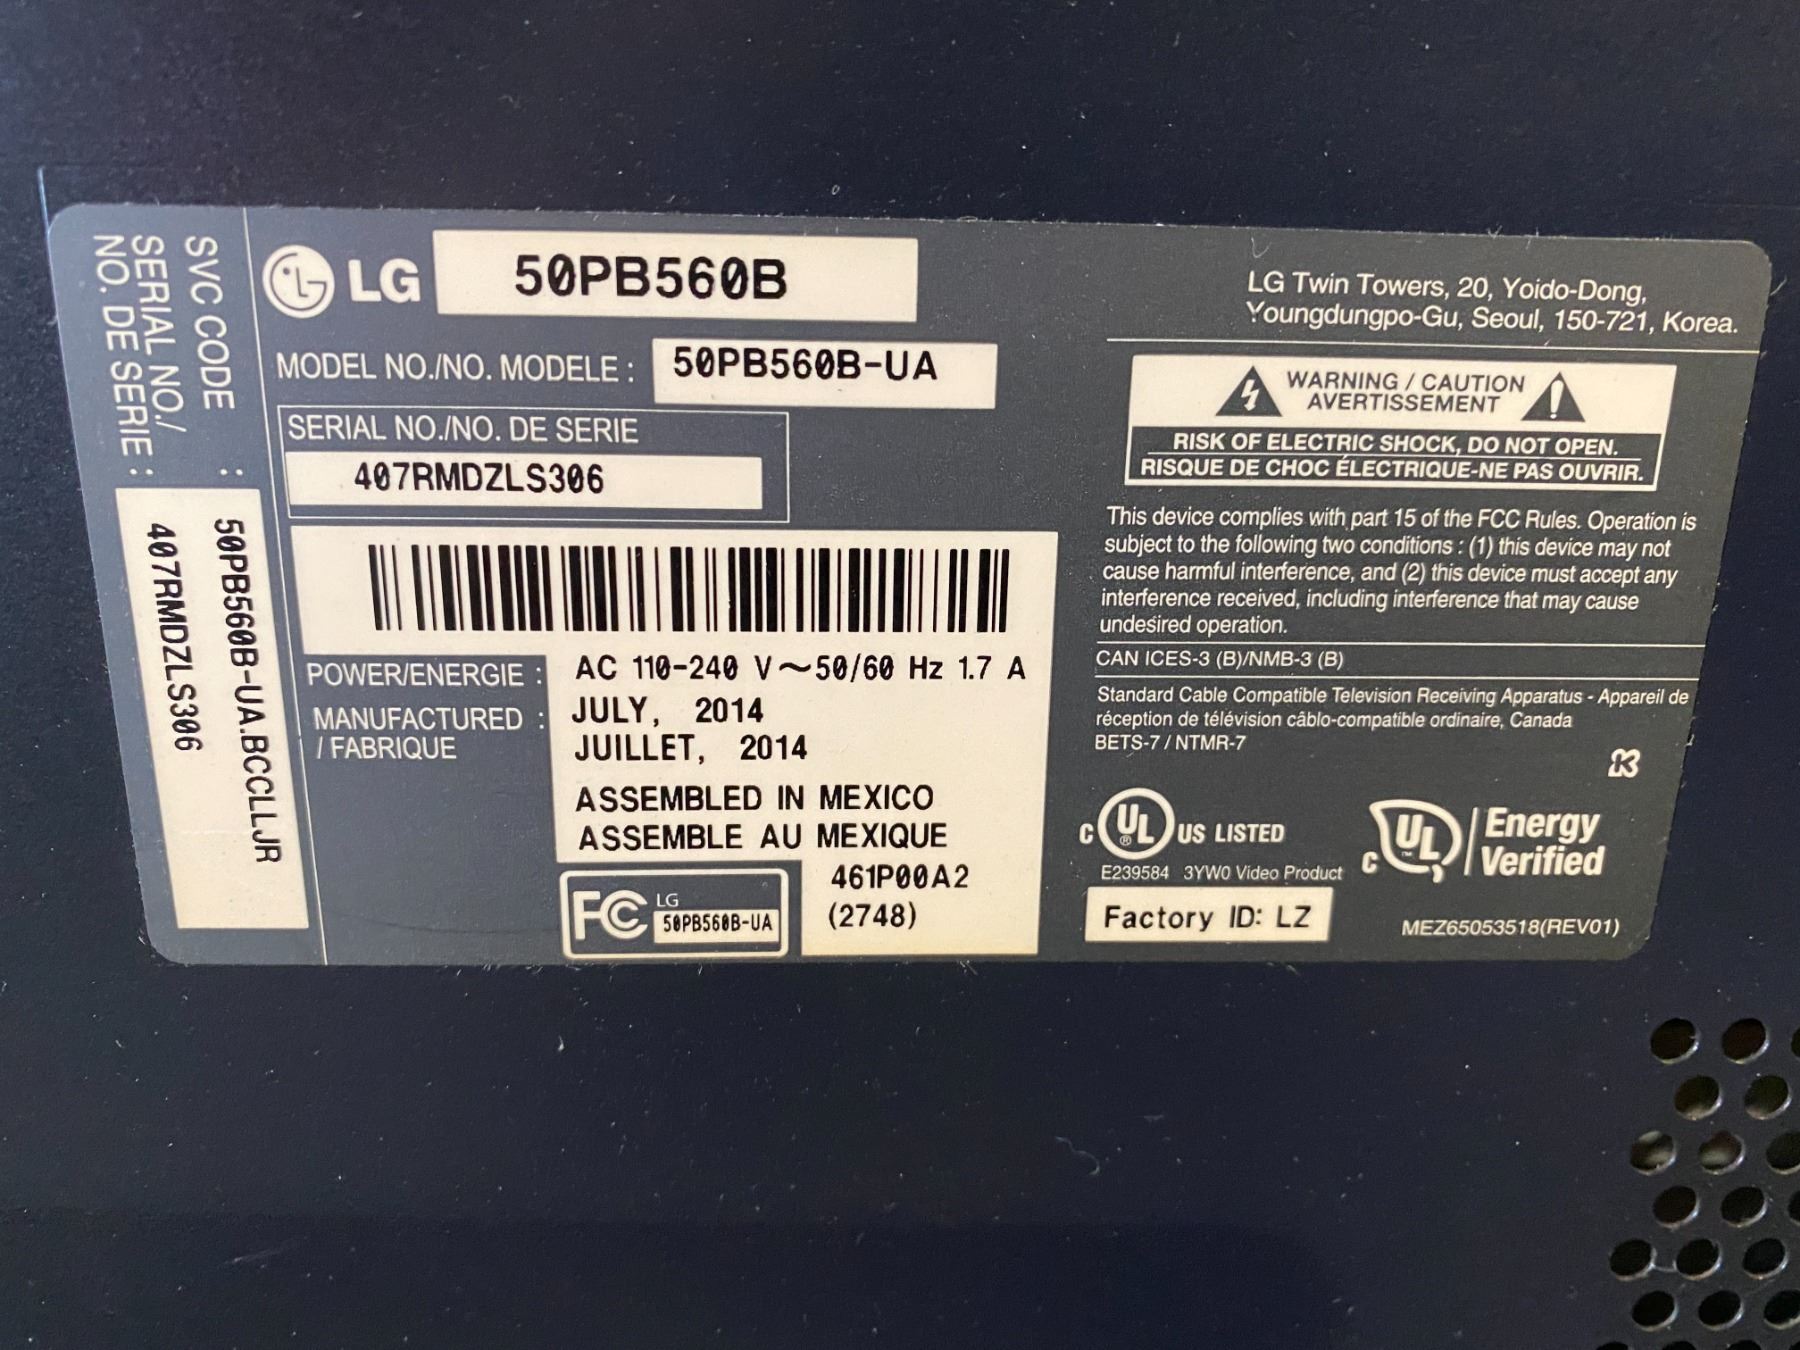 SVC CODE : 50PB560B-UA.BCCLLJR
SERIAL NO./
NO. DE SERIE : 407RMDZLS306
LG 50PB560B
MODEL NO./NO. MODELE : 50PB560B-UA
SERIAL NO./NO. DE SERIE
407RMDZLS306
POWER/ENERGIE : AC 110-240 V~50/60 Hz 1.7 A
MANUFACTURED : JULY, 2014
/ FABRIQUE JUILLET, 2014
ASSEMBLED IN MEXICO
ASSEMBLE AU MEXIQUE
461P00A2
(2748)
FC LG
50PB560B-UA
LG Twin Towers, 20, Yoido-Dong,
Youngdungpo-Gu, Seoul, 150-721, Korea.
WARNING / CAUTION
AVERTISSEMENT
RISK OF ELECTRIC SHOCK, DO NOT OPEN.
RISQUE DE CHOC ÉLECTRIQUE-NE PAS OUVRIR.
This device complies with part 15 of the FCC Rules. Operation is
subject to the following two conditions : (1) this device may not
cause harmful interference, and (2) this device must accept any
interference received, including interference that may cause
undesired operation.
CAN ICES-3 (B)/NMB-3 (B)
Standard Cable Compatible Television Receiving Apparatus - Appareil de
réception de télévision câblo-compatible ordinaire, Canada
BETS-7 / NTMR-7
K
C UL ® US LISTED
E239584 3YW0 Video Product
C UL ™ Energy
Verified
Factory ID: LZ
MEZ65053518(REV01)